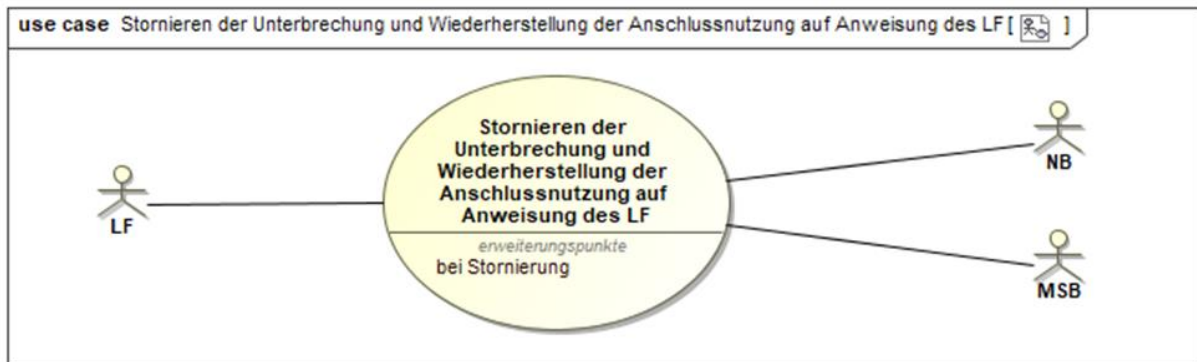 use case Stornieren der Unterbrechung und Wiederherstellung der Anschlussnutzung auf Anweisung des LF [ ]
Stornieren der
Unterbrechung und
Wiederherstellung der
Anschlussnutzung auf
Anweisung des LF
erweiterungspunkte
bei Stornierung
LF
NB
MSB